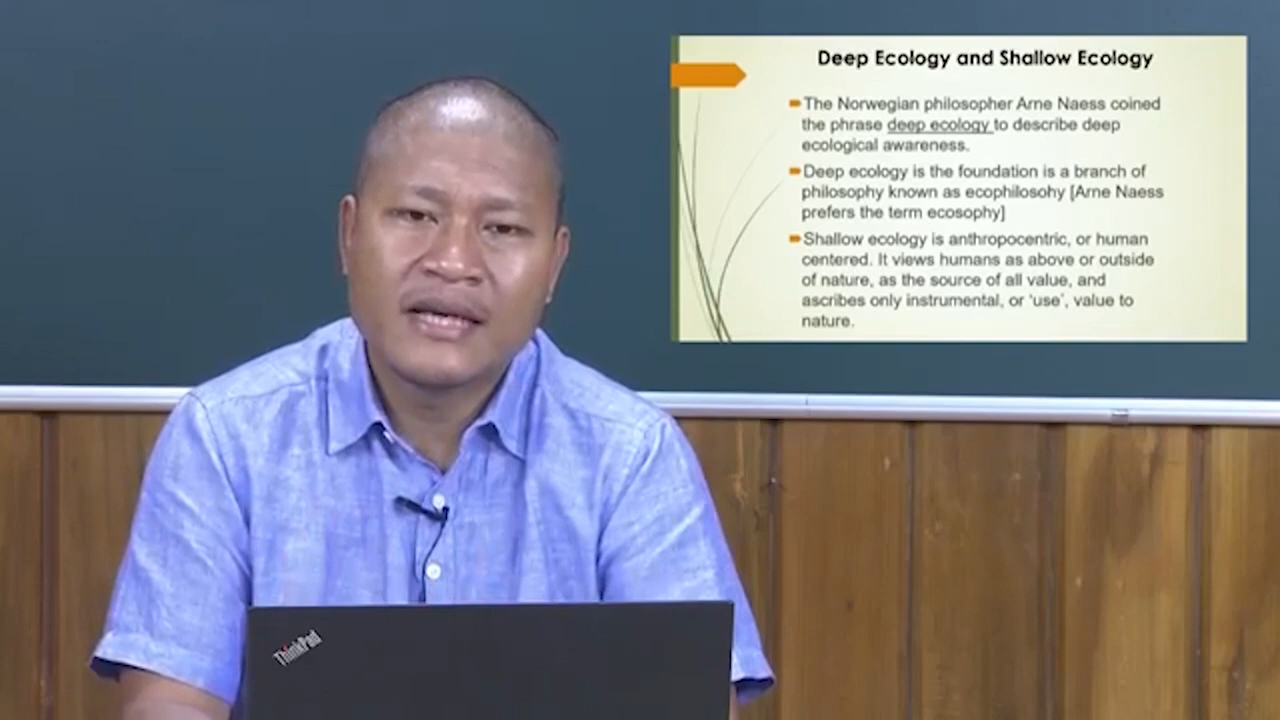 Deep Ecology and Shallow Ecology
The Norwegian philosopher Arne Naess coined
the phrase deep ecology to describe deep
ecological awareness.
Deep ecology is the foundation is a branch of
philosophy known as ecophilosohy [Arne Naess
prefers the term ecosophy]
Shallow ecology is anthropocentric, or human
centered. It views humans as above or outside
of nature, as the source of all value, and
ascribes only instrumental, or ‘use’, value to
nature.
ThinkPad